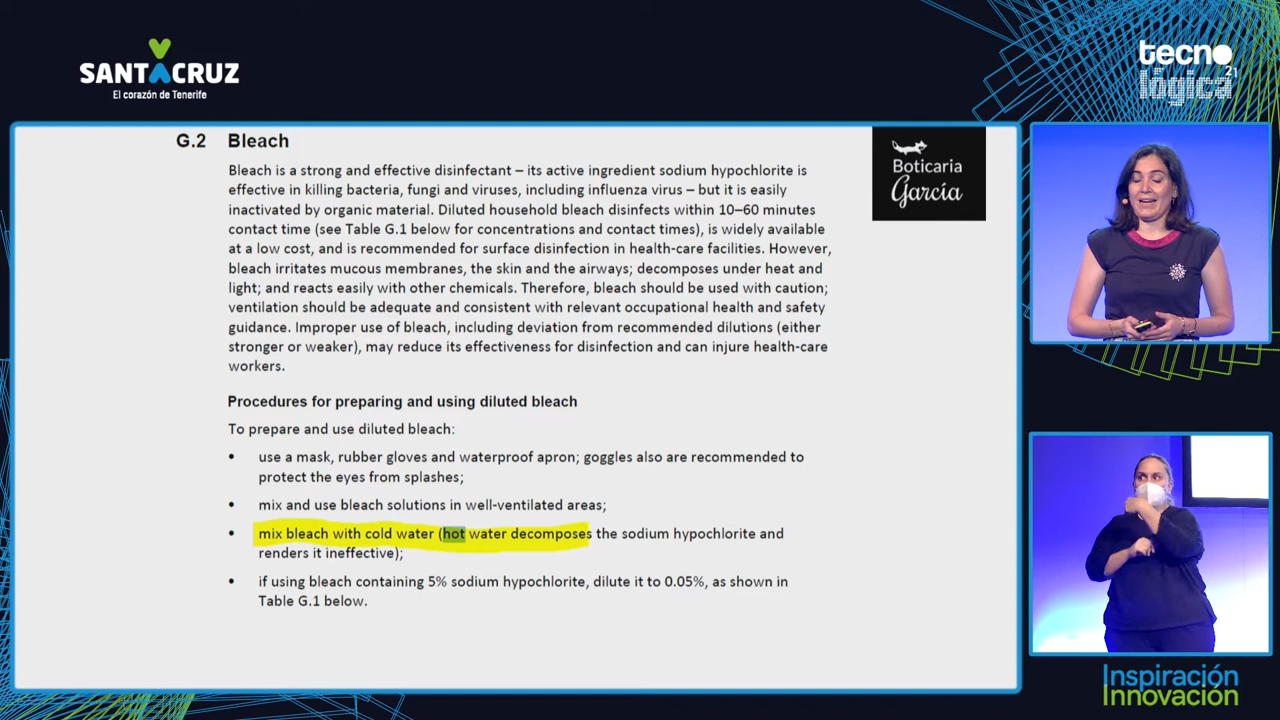 SANTACRUZ
El corazón de Tenerife
tecno
lógica
21
G.2 Bleach
Boticaria
García
Bleach is a strong and effective disinfectant – its active ingredient sodium hypochlorite is
effective in killing bacteria, fungi and viruses, including influenza virus – but it is easily
inactivated by organic material. Diluted household bleach disinfects within 10–60 minutes
contact time (see Table G.1 below for concentrations and contact times), is widely available
at a low cost, and is recommended for surface disinfection in health-care facilities. However,
bleach irritates mucous membranes, the skin and the airways; decomposes under heat and
light; and reacts easily with other chemicals. Therefore, bleach should be used with caution;
ventilation should be adequate and consistent with relevant occupational health and safety
guidance. Improper use of bleach, including deviation from recommended dilutions (either
stronger or weaker), may reduce its effectiveness for disinfection and can injure health-care
workers.
Procedures for preparing and using diluted bleach
To prepare and use diluted bleach:
• use a mask, rubber gloves and waterproof apron; goggles also are recommended to
protect the eyes from splashes;
• mix and use bleach solutions in well-ventilated areas;
• mix bleach with cold water (hot water decomposes the sodium hypochlorite and
renders it ineffective);
• if using bleach containing 5% sodium hypochlorite, dilute it to 0.05%, as shown in
Table G.1 below.
Inspiración
Innovación